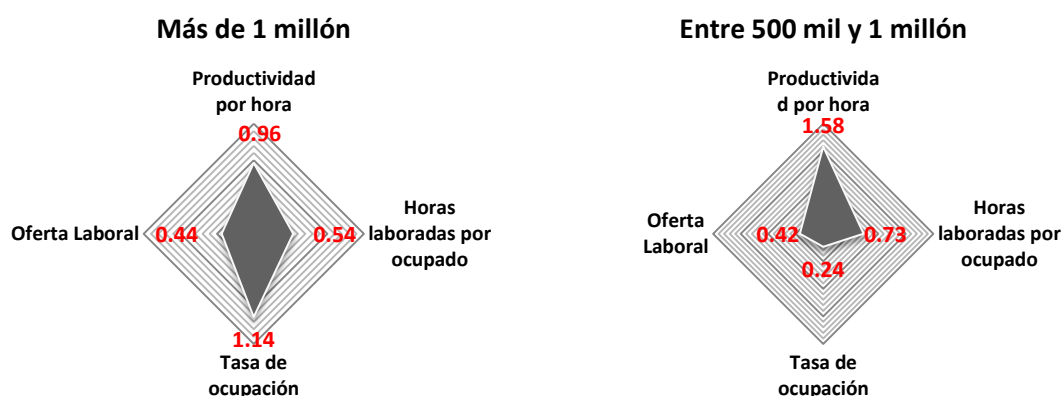 Más de 1 millón
Productividad
por hora
0.96
Oferta Laboral
0.44
0.54
Horas
laboradas por
ocupado
1.14
Tasa de
ocupación
Entre 500 mil y 1 millón
Productivida
d por hora
1.58
Oferta
Laboral
0.42
0.73
Horas
laboradas por
ocupado
0.24
Tasa de
ocupación